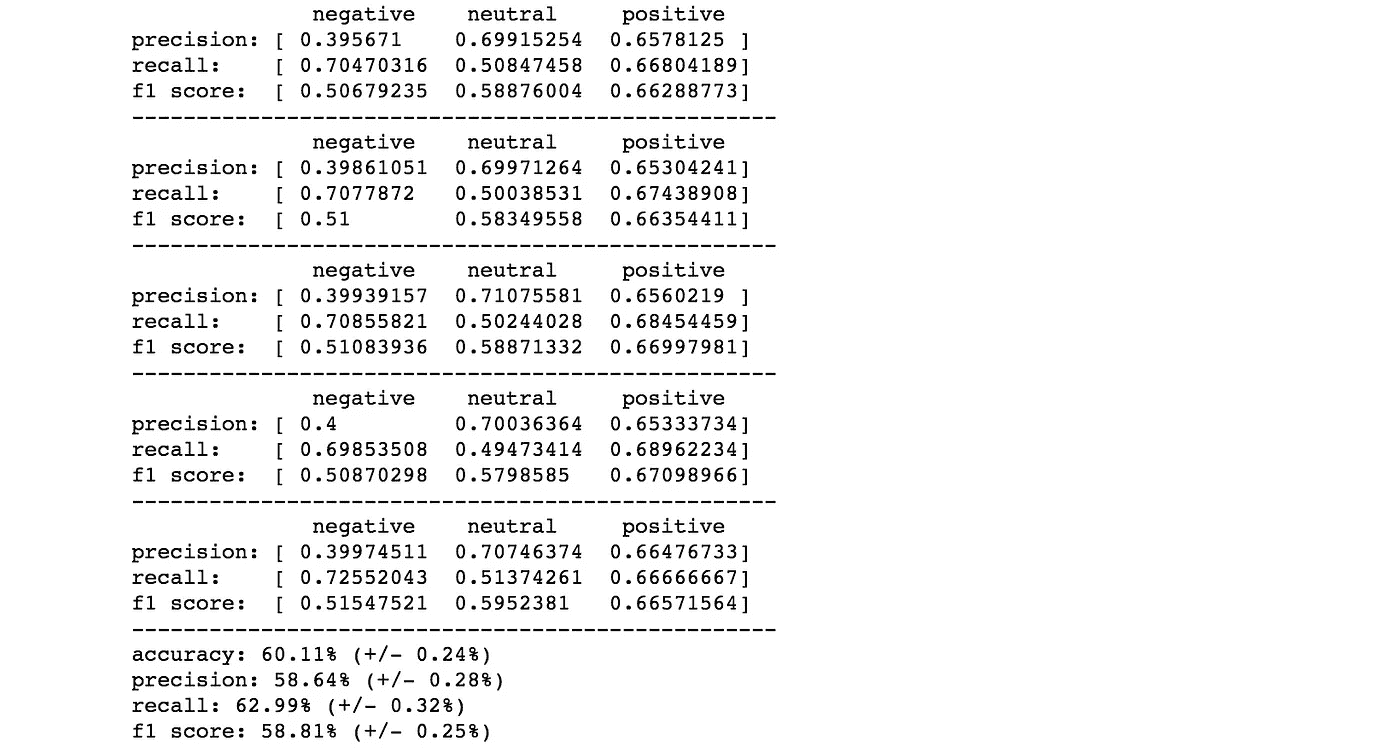 negative neutral positive
precision: [ 0.395671 0.69915254 0.6578125 ]
recall: [ 0.70470316 0.50847458 0.66804189]
f1 score: [ 0.50679235 0.58876004 0.66288773]
--------------------------------------------------
negative neutral positive
precision: [ 0.39861051 0.69971264 0.65304241]
recall: [ 0.7077872 0.50038531 0.67438908]
f1 score: [ 0.51 0.58349558 0.66354411]
--------------------------------------------------
negative neutral positive
precision: [ 0.39939157 0.71075581 0.6560219 ]
recall: [ 0.70855821 0.50244028 0.68454459]
f1 score: [ 0.51083936 0.58871332 0.66997981]
--------------------------------------------------
negative neutral positive
precision: [ 0.4 0.70036364 0.65333734]
recall: [ 0.69853508 0.49473414 0.68962234]
f1 score: [ 0.50870298 0.5798585 0.67098966]
--------------------------------------------------
negative neutral positive
precision: [ 0.39974511 0.70746374 0.66476733]
recall: [ 0.72552043 0.51374261 0.66666667]
f1 score: [ 0.51547521 0.5952381 0.66571564]
--------------------------------------------------
accuracy: 60.11% (+/- 0.24%)
precision: 58.64% (+/- 0.28%)
recall: 62.99% (+/- 0.32%)
f1 score: 58.81% (+/- 0.25%)